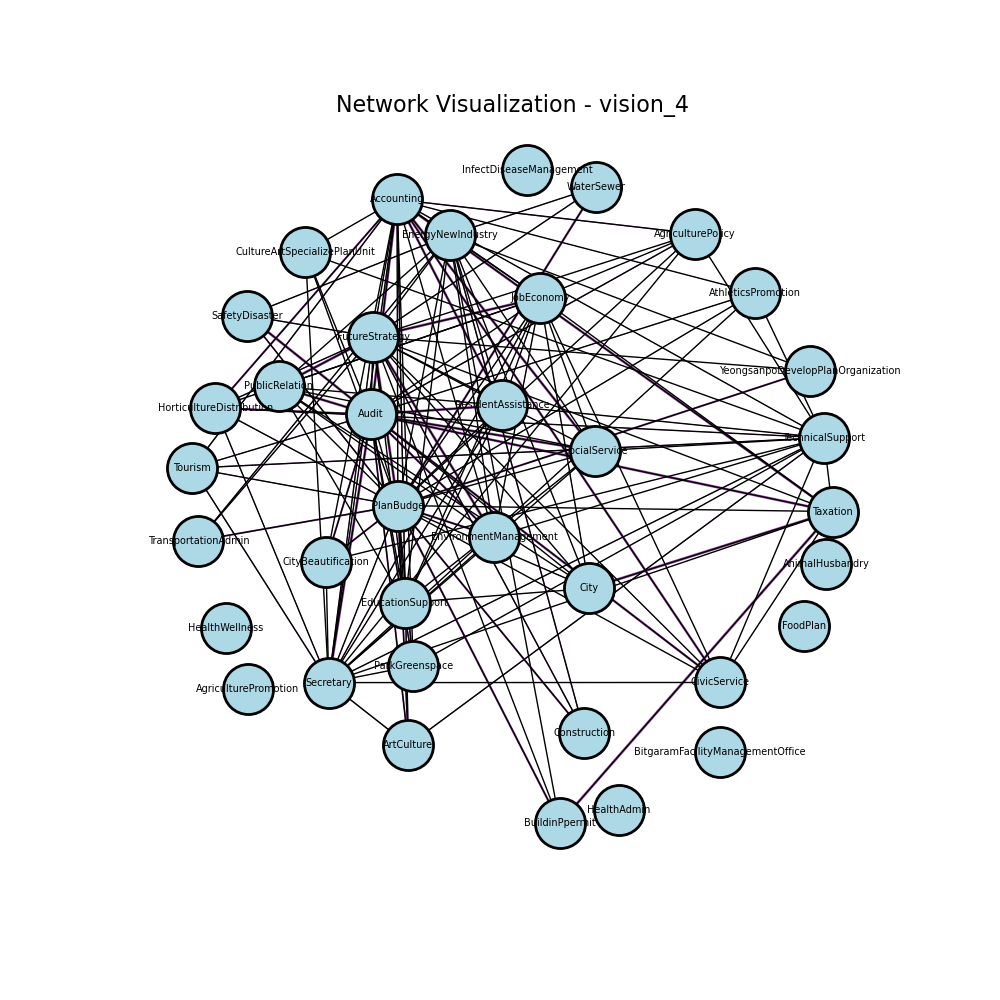 Network Visualization - vision_4
InfectDiseaseManagement
WaterSewer
Accounting
AgriculturePolicy
EnergyNewIndustry
CultureArtSpecializePlanUnit
AthleticsPromotion
JobEconomy
SafetyDisaster
FutureStrategy
YeongsanpoDevelopPlanOrganization
PublicRelation
HorticultureDistribution
ResidentAssistance
Audit
TechnicalSupport
SocialService
Tourism
PlanBudget
Taxation
EnvironmentManagement
TransportationAdmin
CityBeautification
AnimalHusbandry
City
EducationSupport
FoodPlan
HealthWellness
ParkGreenspace
Secretary
CivicService
AgriculturePromotion
Construction
ArtCulture
BitgaramFacilityManagementOffice
HealthAdmin
BuildinPpermit